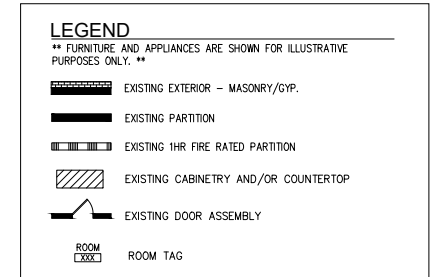 LEGEND
** FURNITURE AND APPLIANCES ARE SHOWN FOR ILLUSTRATIVE
PURPOSES ONLY. **
EXISTING EXTERIOR – MASONRY/GYP.
EXISTING PARTITION
EXISTING 1HR FIRE RATED PARTITION
EXISTING CABINETRY AND/OR COUNTERTOP
EXISTING DOOR ASSEMBLY
ROOM
XXX
ROOM TAG